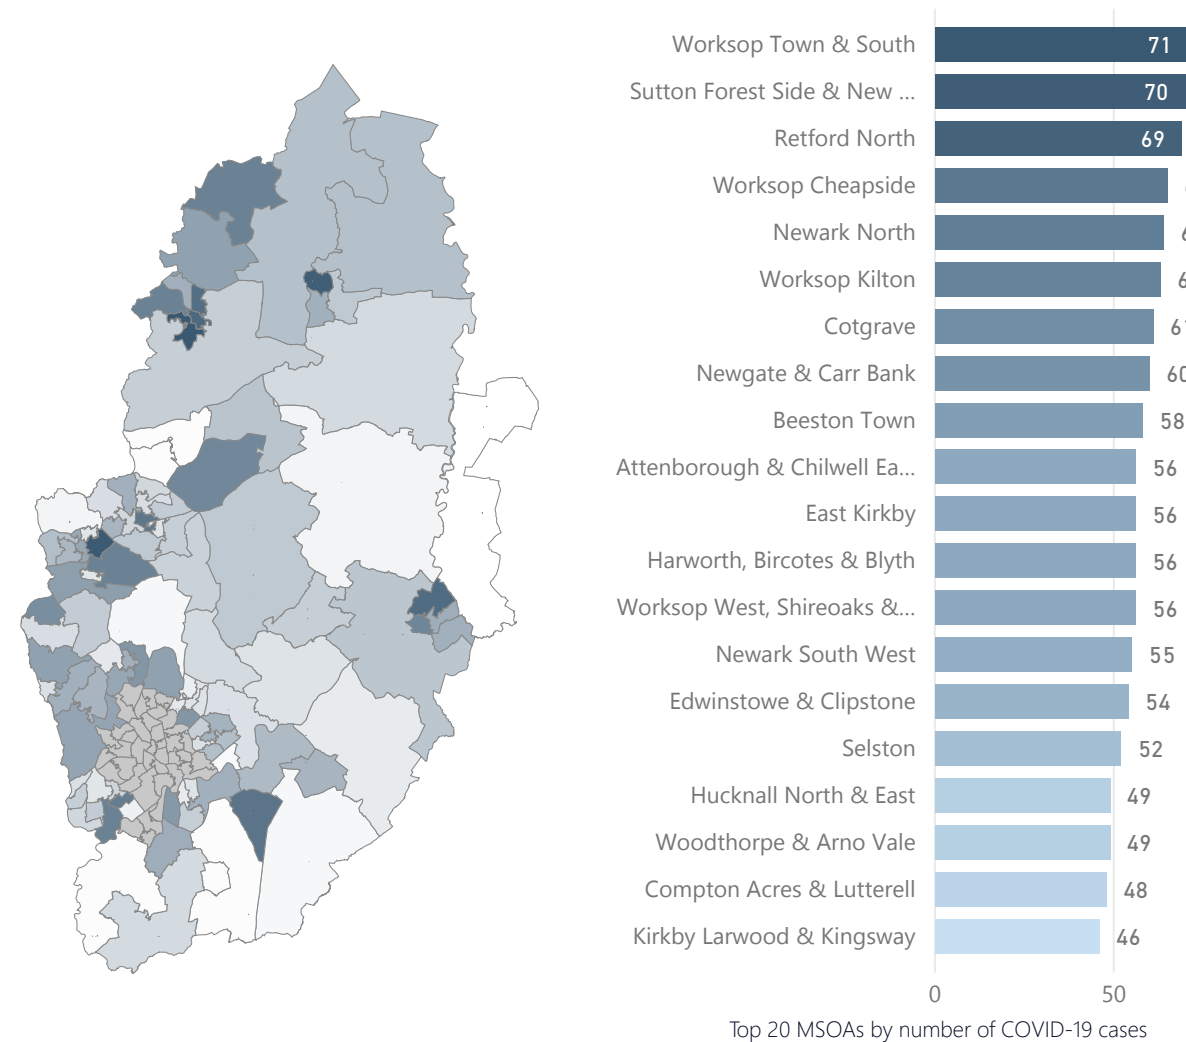 Worksop Town & South 71
Sutton Forest Side & New ... 70
Retford North 69
Worksop Cheapside
Newark North
Worksop Kilton
Cotgrave
Newgate & Carr Bank 60
Beeston Town 58
Attenborough & Chilwell Ea... 56
East Kirkby 56
Harworth, Bircotes & Blyth 56
Worksop West, Shireoaks &... 56
Newark South West 55
Edwinstowe & Clipstone 54
Selston 52
Hucknall North & East 49
Woodthorpe & Arno Vale 49
Compton Acres & Lutterell 48
Kirkby Larwood & Kingsway 46
0 50
Top 20 MSOAs by number of COVID-19 cases